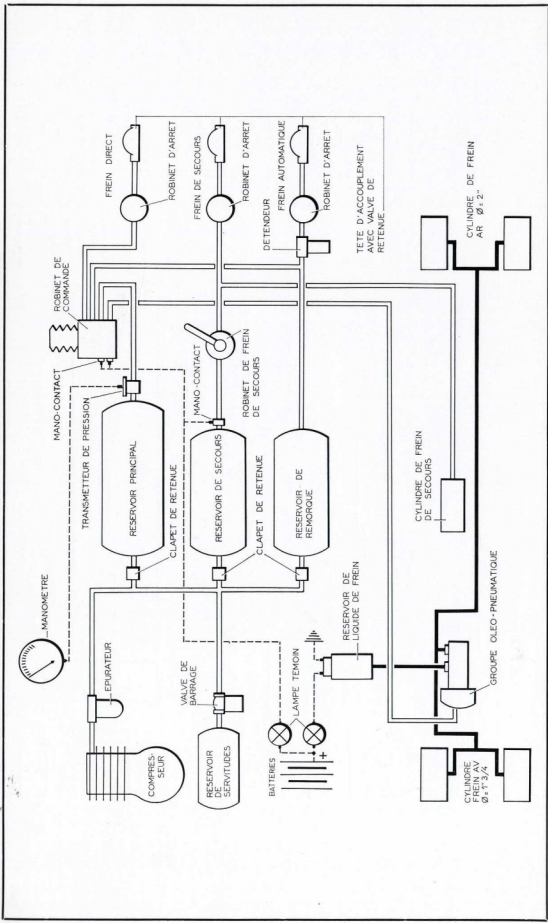 MANOMETRE
EPURATEUR
COMPRES-
SEUR
RESERVOIR
DE
SERVITUDES
VALVE DE
BARRAGE
BATTERIES
LAMPE TEMOIN
+
CYLINDRE
FREIN AV
Ø= 1" 3/4
MANO-CONTACT
TRANSMETTEUR DE PRESSION
RESERVOIR PRINCIPAL
CLAPET DE RETENUE
RESERVOIR DE SECOURS
CLAPET DE RETENUE
RESERVOIR DE
REMORQUE
RESERVOIR DE
LIQUIDE DE FREIN
GROUPE OLEO-PNEUMATIQUE
ROBINET DE
COMMANDE
MANO-CONTACT
ROBINET DE FREIN
DE SECOURS
CYLINDRE DE FREIN
DE SECOURS
FREIN DIRECT
ROBINET D'ARRET
FREIN DE SECOURS
ROBINET D'ARRET
DETENDEUR
FREIN AUTOMATIQUE
ROBINET D'ARRET
TETE D'ACCOUPLEMENT
AVEC VALVE DE
RETENUE
CYLINDRE DE FREIN
AR Ø= 2"